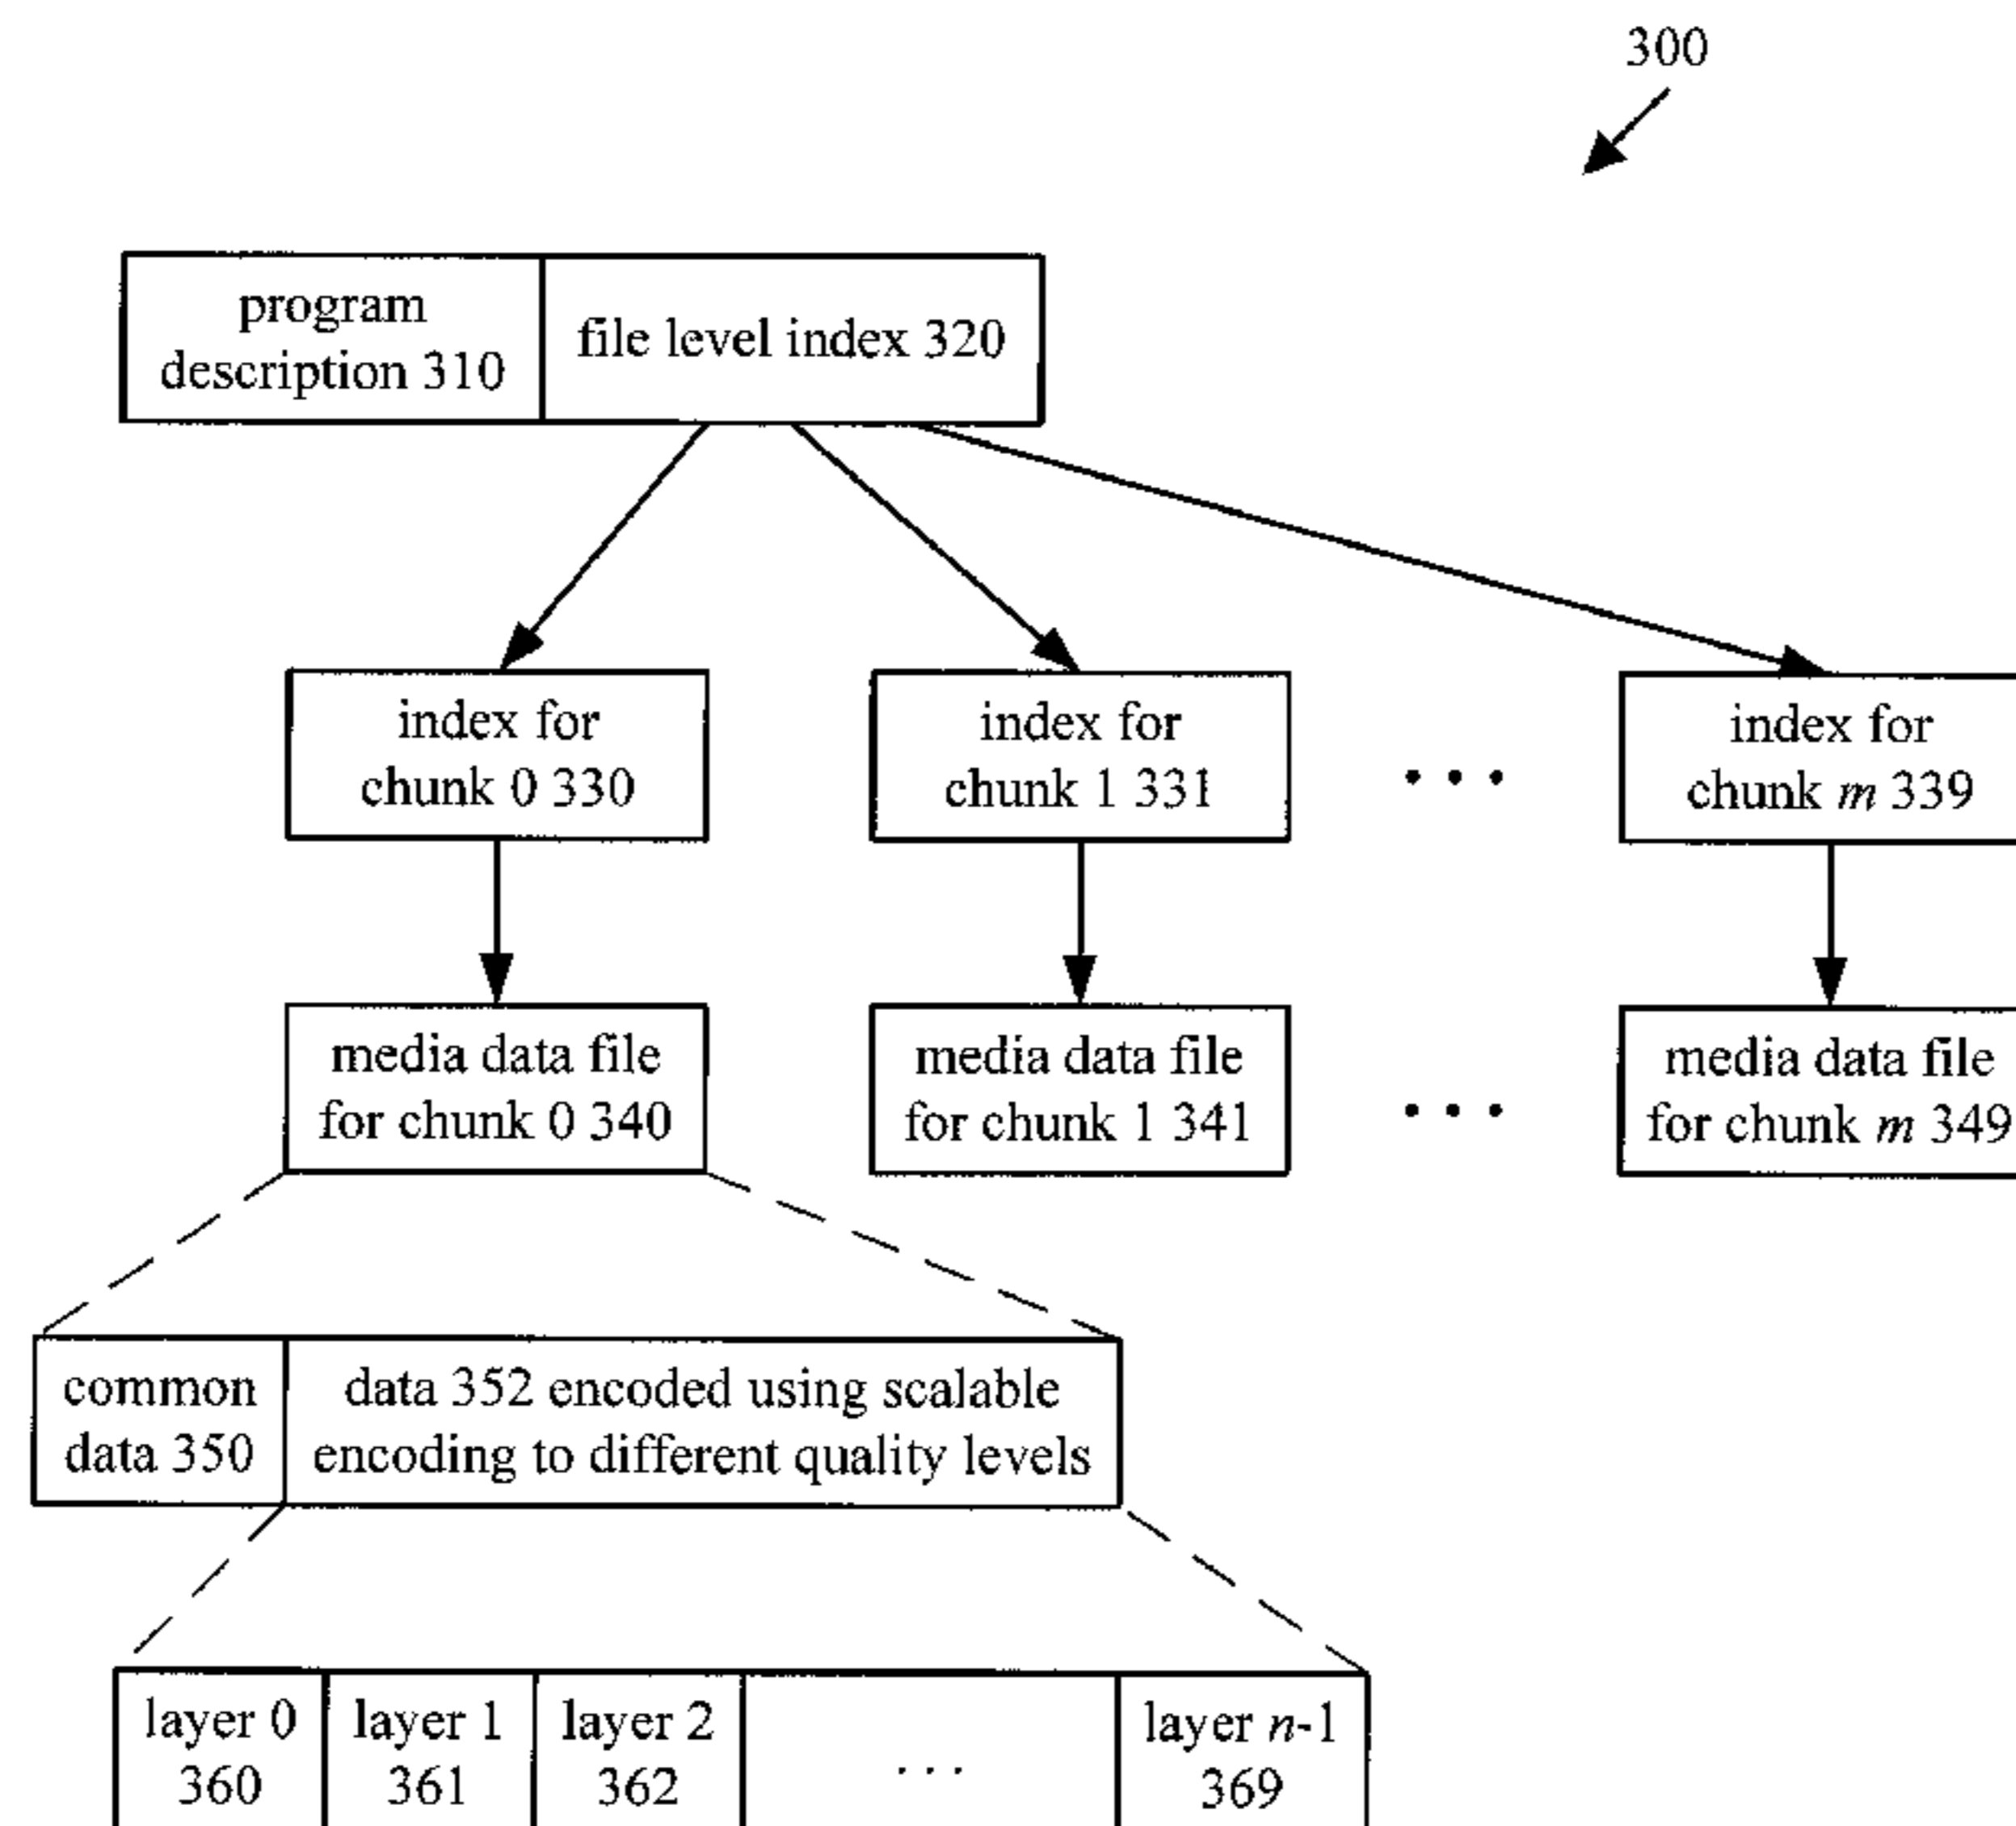 300
program
description 310
file level index 320
index for
chunk 0 330
index for
chunk 1 331
• • •
index for
chunk m 339
media data file
for chunk 0 340
media data file
for chunk 1 341
• • •
media data file
for chunk m 349
common
data 350
data 352 encoded using scalable
encoding to different quality levels
layer 0
360
layer 1
361
layer 2
362
. . .
layer n-1
369